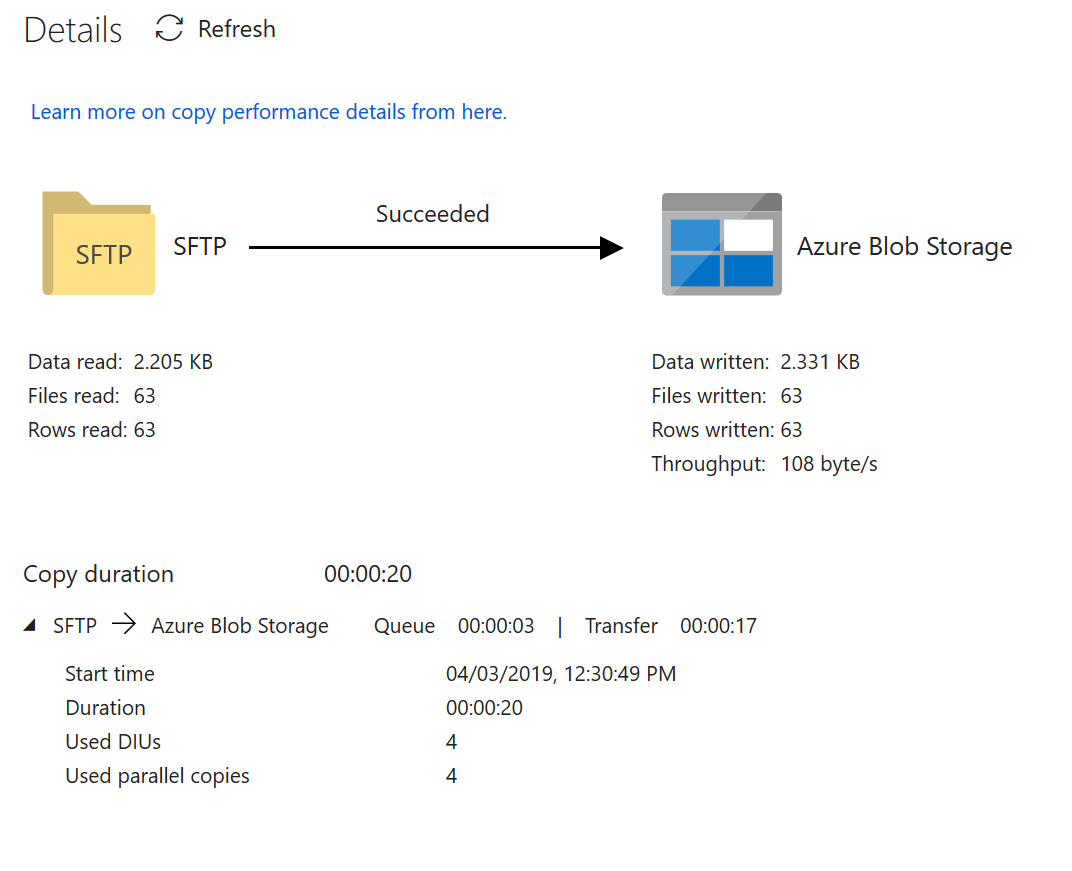 Details Refresh
Learn more on copy performance details from here.
Succeeded
SFTP SFTP Azure Blob Storage
Data read: 2.205 KB Data written: 2.331 KB
Files read: 63 Files written: 63
Rows read: 63 Rows written: 63
Throughput: 108 byte/s
Copy duration 00:00:20
SFTP → Azure Blob Storage Queue 00:00:03 | Transfer 00:00:17
Start time 04/03/2019, 12:30:49 PM
Duration 00:00:20
Used DIUs 4
Used parallel copies 4